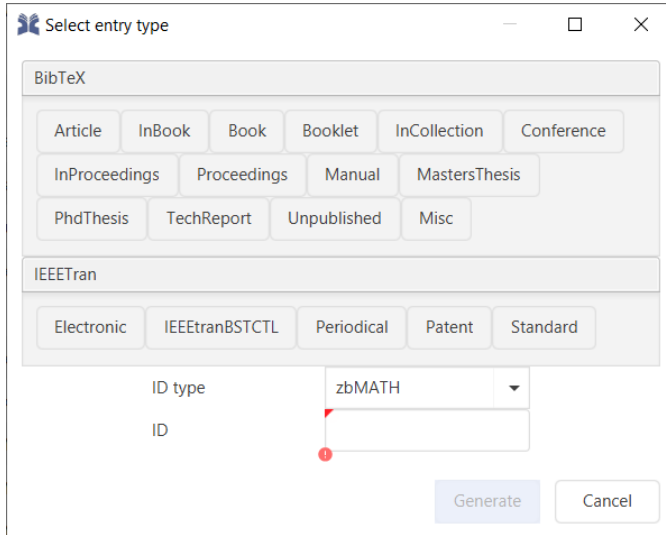 Select entry type
BibTeX
Article InBook Book Booklet InCollection Conference
InProceedings Proceedings Manual MastersThesis
PhdThesis TechReport Unpublished Misc
IEEETran
Electronic IEEEtranBSTCTL Periodical Patent Standard
ID type zbMATH
ID
Generate Cancel